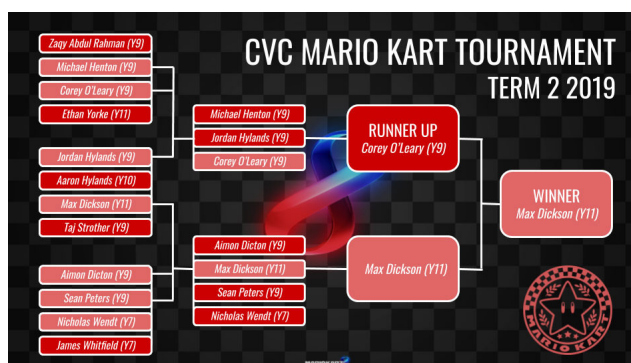 CVC MARIO KART TOURNAMENT
TERM 2 2019
Zaqy Abdul Rahman (Y9)
Michael Henton (Y9)
Corey O'Leary (Y9)
Ethan Yorke (Y11)
Jordan Hylands (Y9)
Aaron Hylands (Y10)
Max Dickson (Y11)
Taj Strother (Y9)
Aimon Dicton (Y9)
Sean Peters (Y9)
Nicholas Wendt (Y7)
James Whitfield (Y7)
Michael Henton (Y9)
Jordan Hylands (Y9)
Corey O'Leary (Y9)
Aimon Dicton (Y9)
Max Dickson (Y11)
Sean Peters (Y9)
Nicholas Wendt (Y7)
RUNNER UP
Corey O'Leary (Y9)
Max Dickson (Y11)
WINNER
Max Dickson (Y11)
MARIO KART